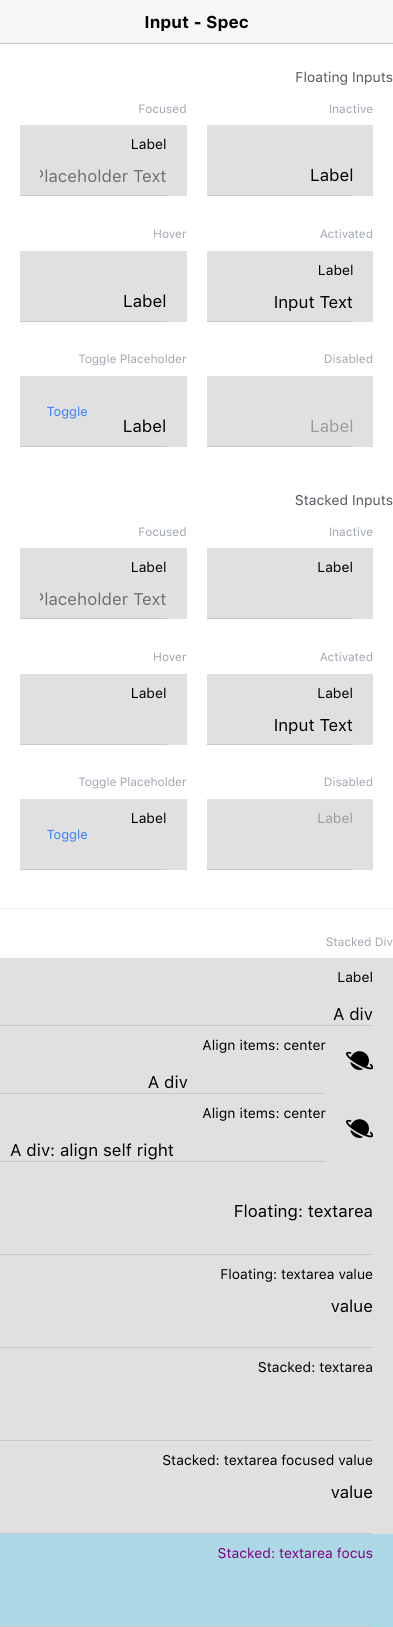 Input - Spec
Floating Inputs
Focused
Inactive
Label
Placeholder Text
Label
Hover
Activated
Label
Label
Input Text
Toggle Placeholder
Disabled
Toggle
Label
Label
Stacked Inputs
Focused
Inactive
Label
Placeholder Text
Label
Hover
Activated
Label
Label
Input Text
Toggle Placeholder
Disabled
Label
Toggle
Label
Stacked Div
Label
A div
Align items: center
A div
Align items: center
A div: align self right
Floating: textarea
Floating: textarea value
value
Stacked: textarea
Stacked: textarea focused value
value
Stacked: textarea focus